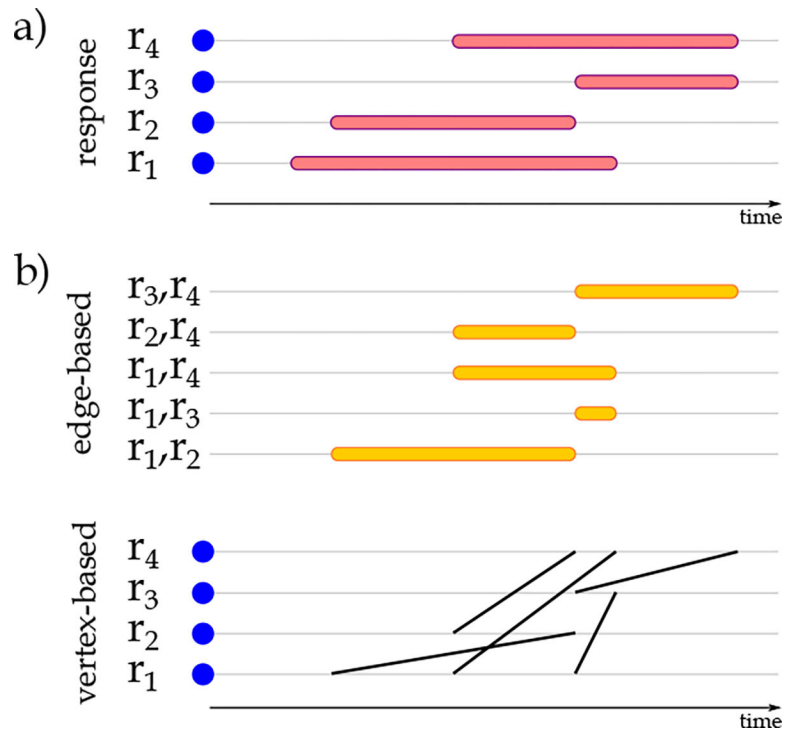 a)
response
r₄
r₃
r₂
r₁
time
b)
edge-based
r₃,r₄
r₂,r₄
r₁,r₄
r₁,r₃
r₁,r₂
vertex-based
r₄
r₃
r₂
r₁
time